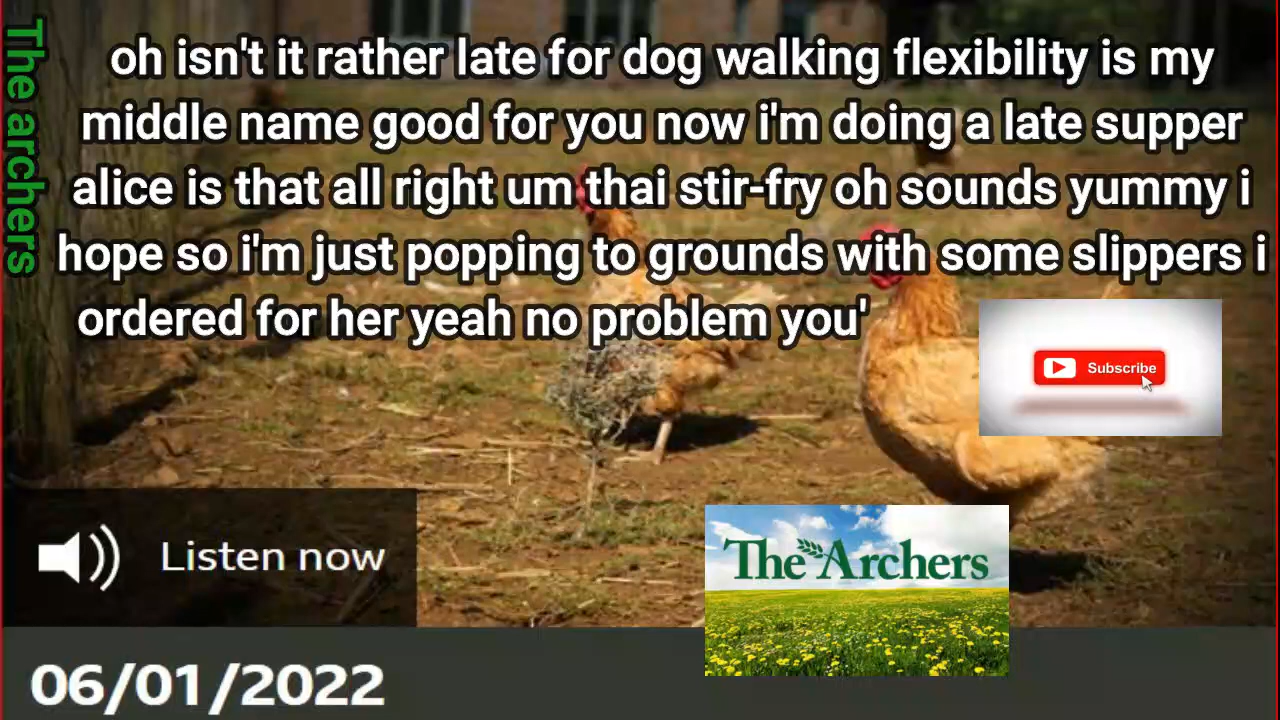 The archers
oh isn't it rather late for dog walking flexibility is my
middle name good for you now i'm doing a late supper
alice is that all right um thai stir-fry oh sounds yummy i
hope so i'm just popping to grounds with some slippers i
ordered for her yeah no problem you'
Subscribe
The Archers
Listen now
06/01/2022